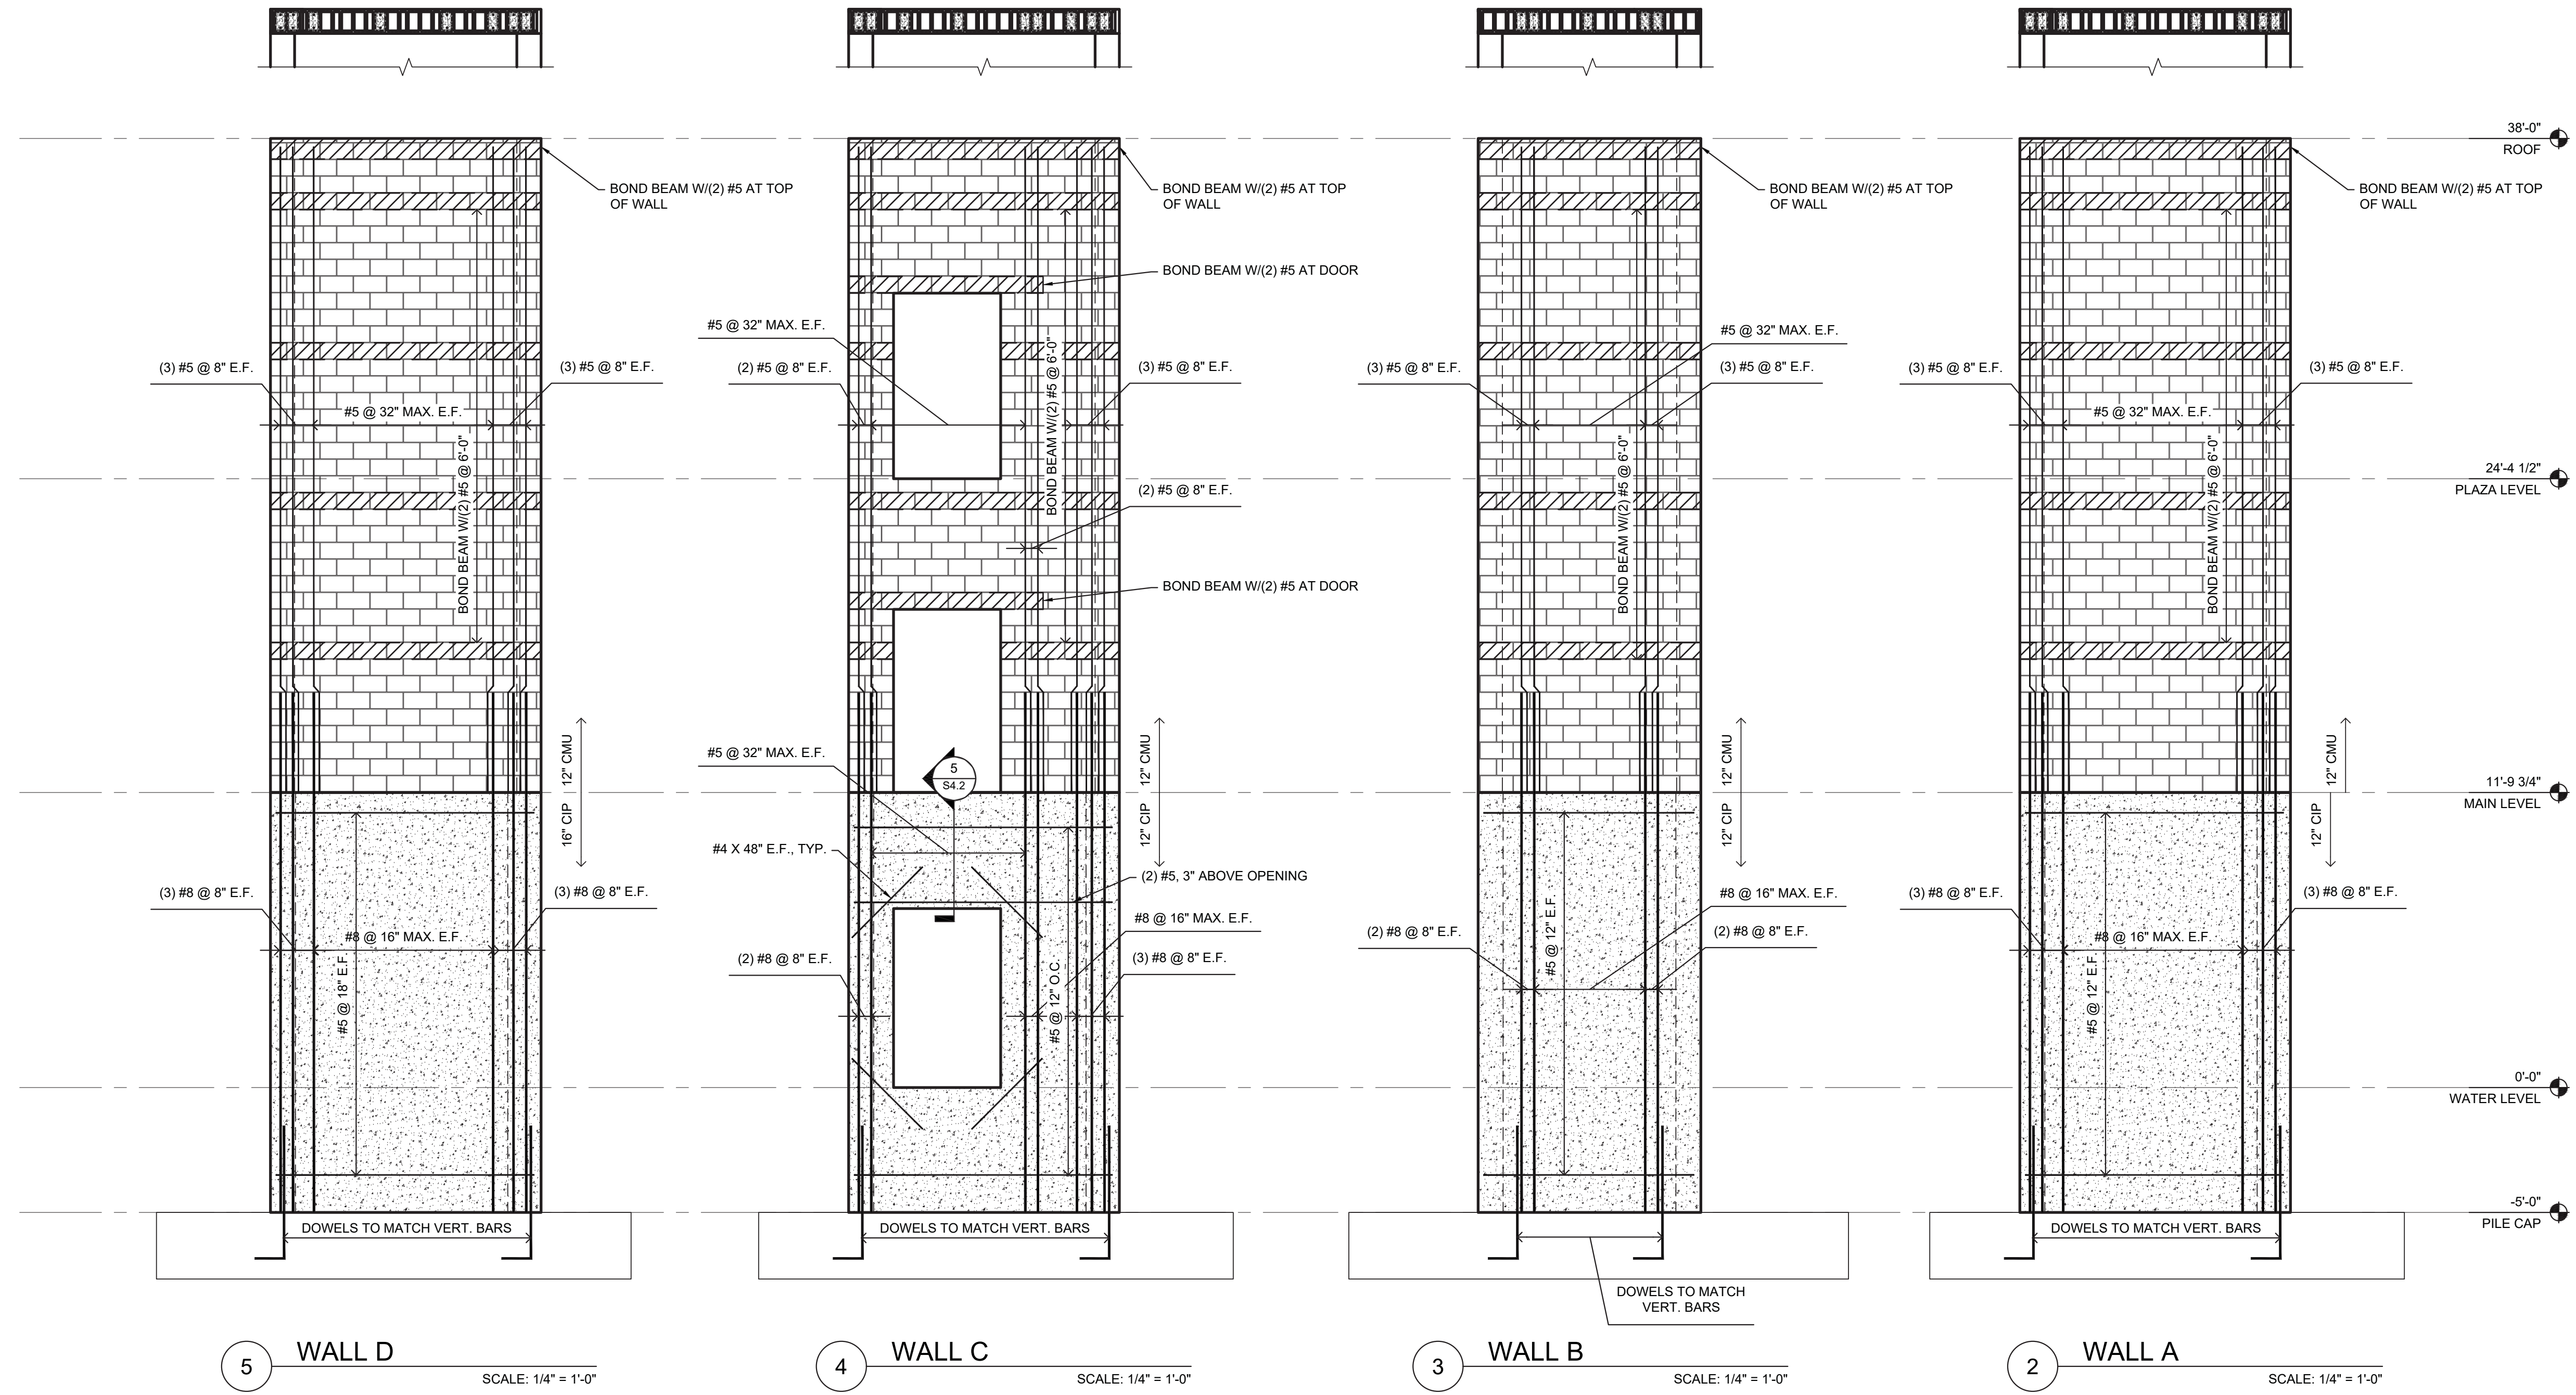 38'-0"
ROOF
BOND BEAM W/(2) #5 AT TOP
OF WALL
(3) #5 @ 8" E.F.
(3) #5 @ 8" E.F.
#5 @ 32" MAX. E.F.
BOND BEAM W/(2) #5 @ 6'-0"
12" CMU
16" CIP
(3) #8 @ 8" E.F.
(3) #8 @ 8" E.F.
#8 @ 16" MAX. E.F.
#5 @ 18" E.F.
DOWELS TO MATCH VERT. BARS
5
WALL D
SCALE: 1/4" = 1'-0"
BOND BEAM W/(2) #5 AT TOP
OF WALL
BOND BEAM W/(2) #5 AT DOOR
#5 @ 32" MAX. E.F.
(2) #5 @ 8" E.F.
(3) #5 @ 8" E.F.
BOND BEAM W/(2) #5 @ 6'-0"
(2) #5 @ 8" E.F.
BOND BEAM W/(2) #5 AT DOOR
#5 @ 32" MAX. E.F.
5
S4.2
12" CMU
12" CIP
#4 X 48" E.F., TYP.
(2) #5, 3" ABOVE OPENING
#8 @ 16" MAX. E.F.
(2) #8 @ 8" E.F.
(3) #8 @ 8" E.F.
#5 @ 12" O.C.
DOWELS TO MATCH VERT. BARS
4
WALL C
SCALE: 1/4" = 1'-0"
BOND BEAM W/(2) #5 AT TOP
OF WALL
#5 @ 32" MAX. E.F.
(3) #5 @ 8" E.F.
(3) #5 @ 8" E.F.
BOND BEAM W/(2) #5 @ 6'-0"
12" CMU
12" CIP
#8 @ 16" MAX. E.F.
(2) #8 @ 8" E.F.
(2) #8 @ 8" E.F.
#5 @ 12" E.F.
DOWELS TO MATCH
VERT. BARS
3
WALL B
SCALE: 1/4" = 1'-0"
BOND BEAM W/(2) #5 AT TOP
OF WALL
(3) #5 @ 8" E.F.
(3) #5 @ 8" E.F.
#5 @ 32" MAX. E.F.
BOND BEAM W/(2) #5 @ 6'-0"
12" CMU
12" CIP
(3) #8 @ 8" E.F.
(3) #8 @ 8" E.F.
#8 @ 16" MAX. E.F.
#5 @ 12" E.F.
DOWELS TO MATCH VERT. BARS
2
WALL A
SCALE: 1/4" = 1'-0"
24'-4 1/2"
PLAZA LEVEL
11'-9 3/4"
MAIN LEVEL
0'-0"
WATER LEVEL
-5'-0"
PILE CAP